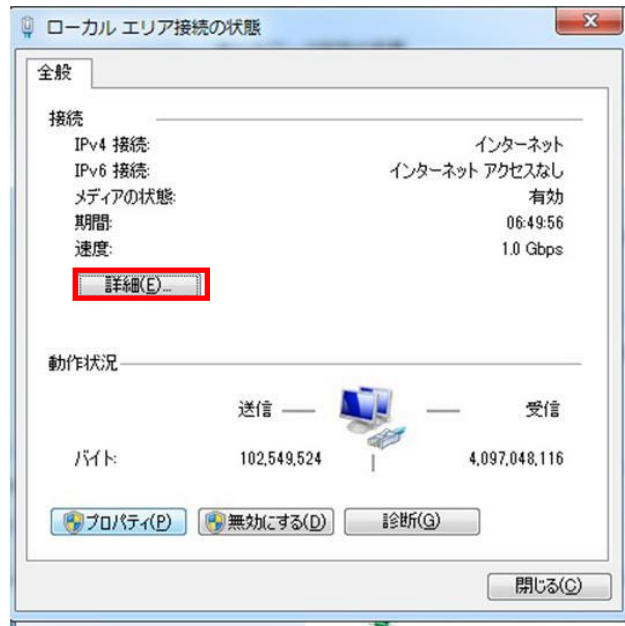 ローカル エリア接続の状態
全般
接続
IPv4 接続: インターネット
IPv6 接続: インターネット アクセスなし
メディアの状態: 有効
期間: 06:49:56
速度: 1.0 Gbps
詳細(E)...
動作状況
送信 — — 受信
バイト: 102,549,524 | 4,097,048,116
プロパティ(P) 無効にする(D) 診断(G)
閉じる(C)